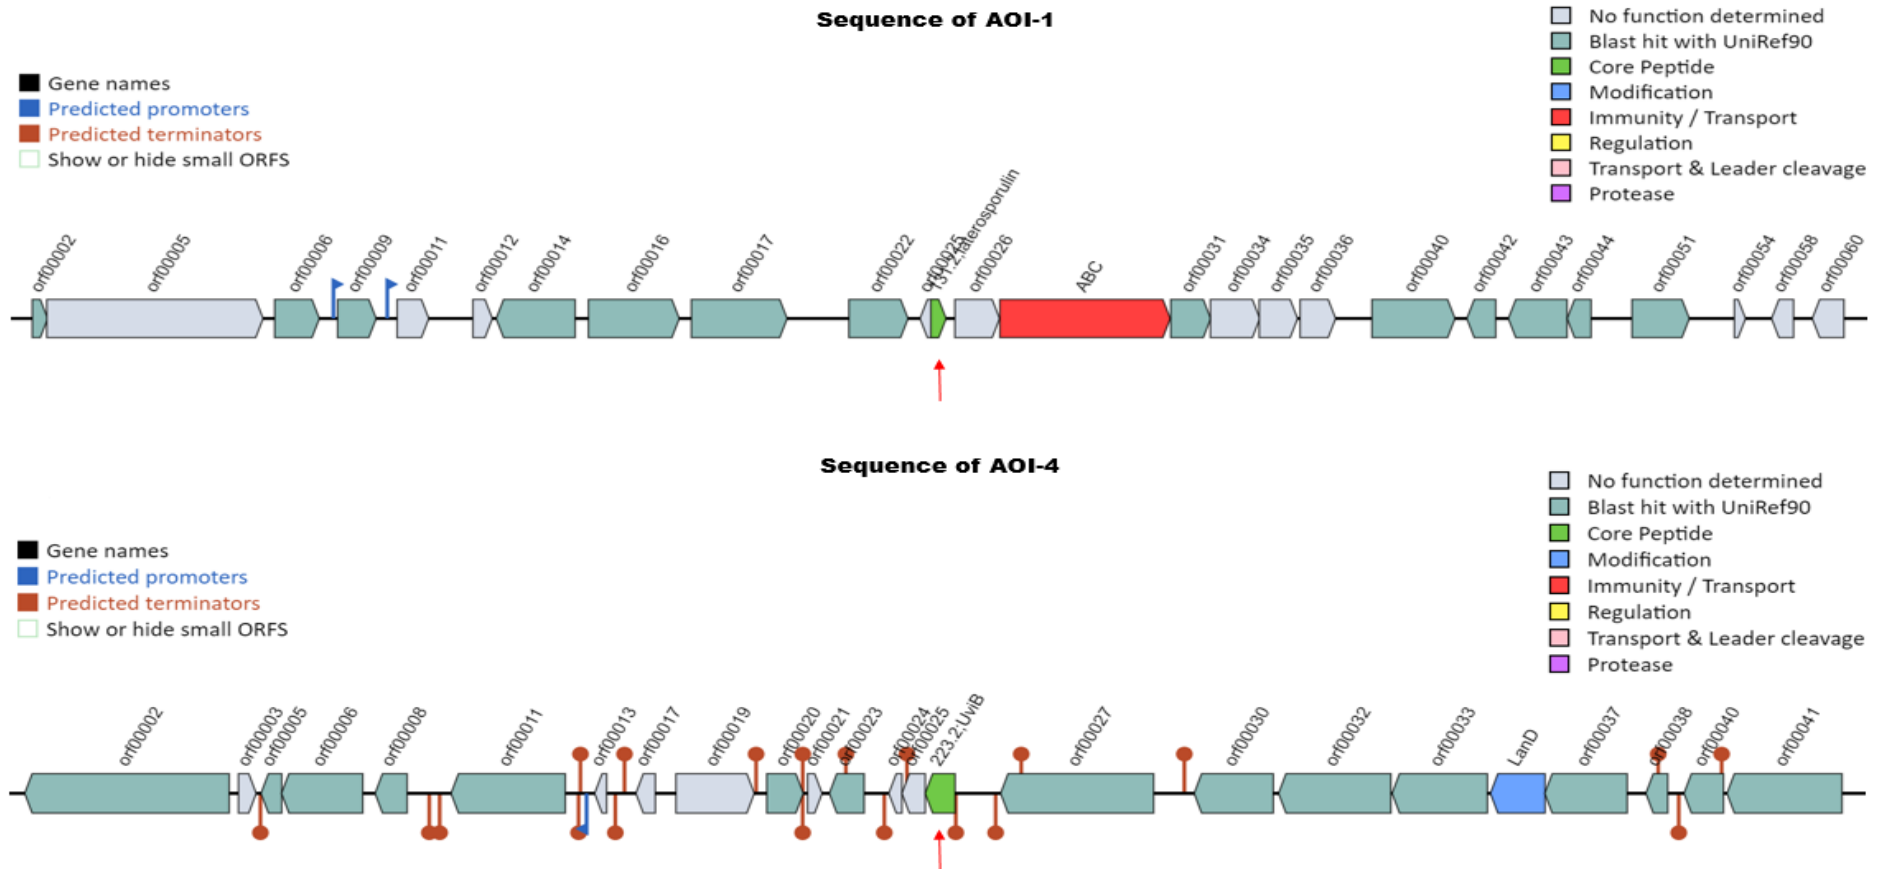 Sequence of AOI-1
Gene names
Predicted promoters
Predicted terminators
Show or hide small ORFS
No function determined
Blast hit with UniRef90
Core Peptide
Modification
Immunity / Transport
Regulation
Transport & Leader cleavage
Protease
orf00002
orf00005
orf00006
orf00009
orf00011
orf00012
orf00014
orf00016
orf00017
orf00022
orf00025
131.2;laterosporulin
orf00026
ABC
orf00031
orf00034
orf00035
orf00036
orf00040
orf00042
orf00043
orf00044
orf00051
orf00054
orf00058
orf00060
Sequence of AOI-4
Gene names
Predicted promoters
Predicted terminators
Show or hide small ORFS
No function determined
Blast hit with UniRef90
Core Peptide
Modification
Immunity / Transport
Regulation
Transport & Leader cleavage
Protease
orf00002
orf00003
orf00005
orf00006
orf00008
orf00011
orf00013
orf00017
orf00019
orf00020
orf00021
orf00023
orf00024
orf00025
223.2;UviB
orf00027
orf00030
orf00032
orf00033
LanD
orf00037
orf00038
orf00040
orf00041